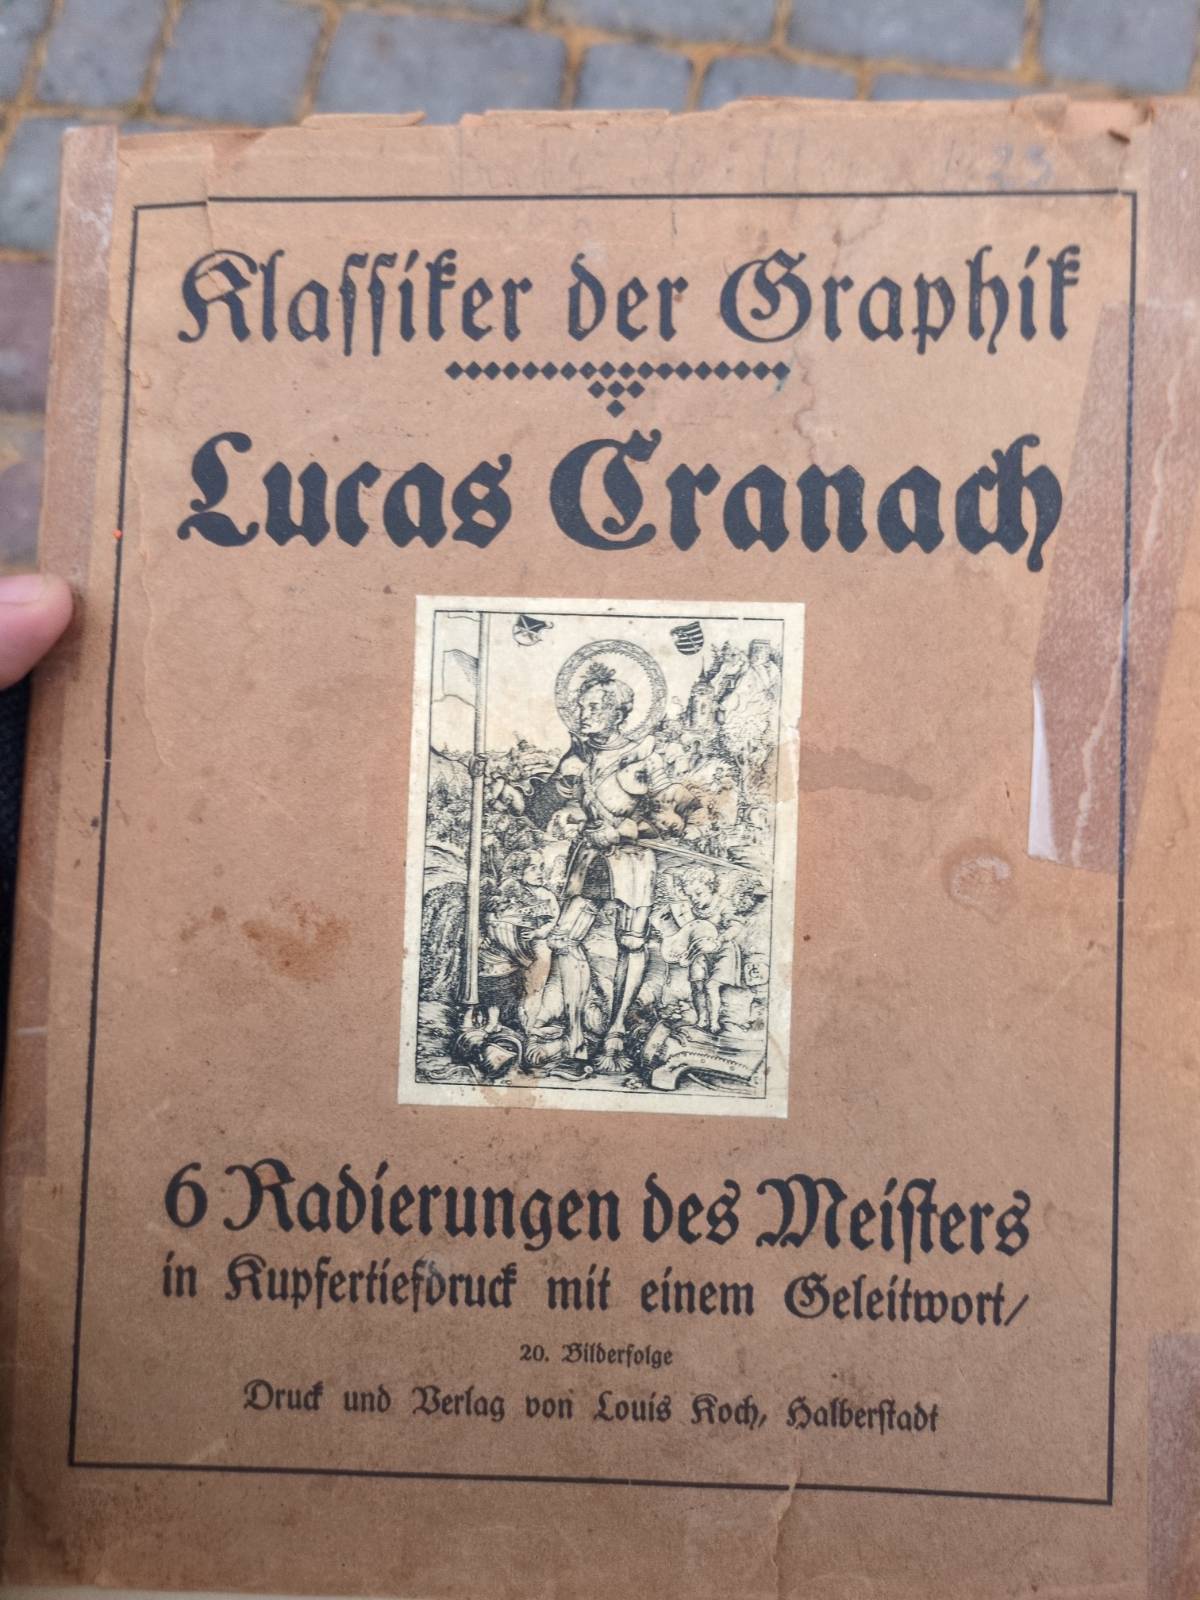 Klassiker der Graphik
Lucas Cranach
6 Radierungen des Meisters
in Kupfertiefdruck mit einem Geleitwort/
20. Bilderfolge
Druck und Verlag von Louis Koch, Halberstadt